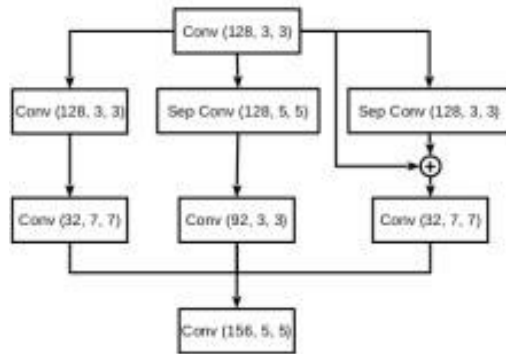 Conv (128, 3, 3)
Conv (128, 3, 3)
Sep Conv (128, 5, 5)
Sep Conv (128, 3, 3)
+
Conv (32, 7, 7)
Conv (92, 3, 3)
Conv (32, 7, 7)
Conv (156, 5, 5)